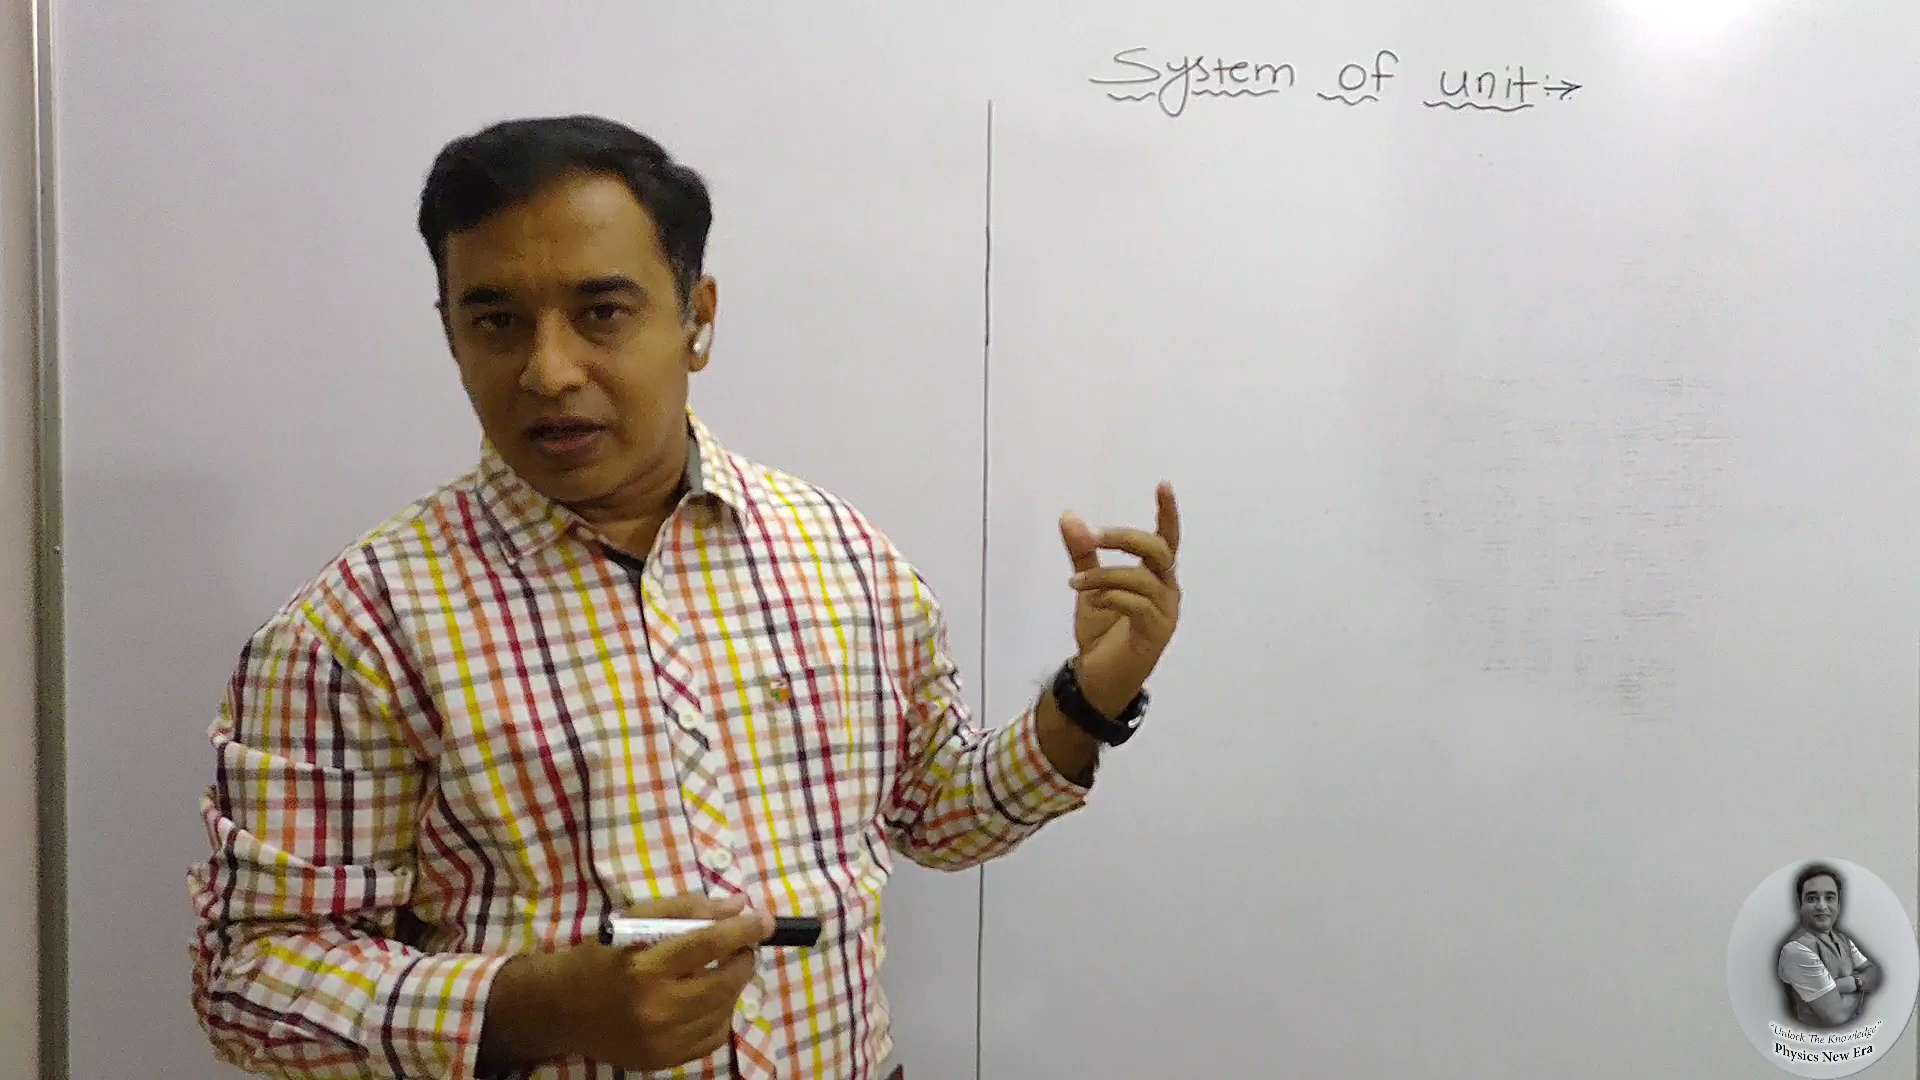 System of unit :→
"Unlock The Knowledge"
Physics New Era